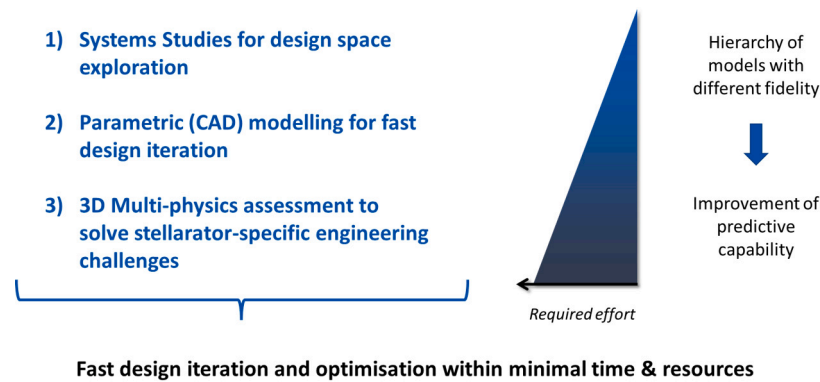 1) Systems Studies for design space
exploration
2) Parametric (CAD) modelling for fast
design iteration
3) 3D Multi-physics assessment to
solve stellarator-specific engineering
challenges
Hierarchy of
models with
different fidelity
Improvement of
predictive
capability
Required effort
Fast design iteration and optimisation within minimal time & resources